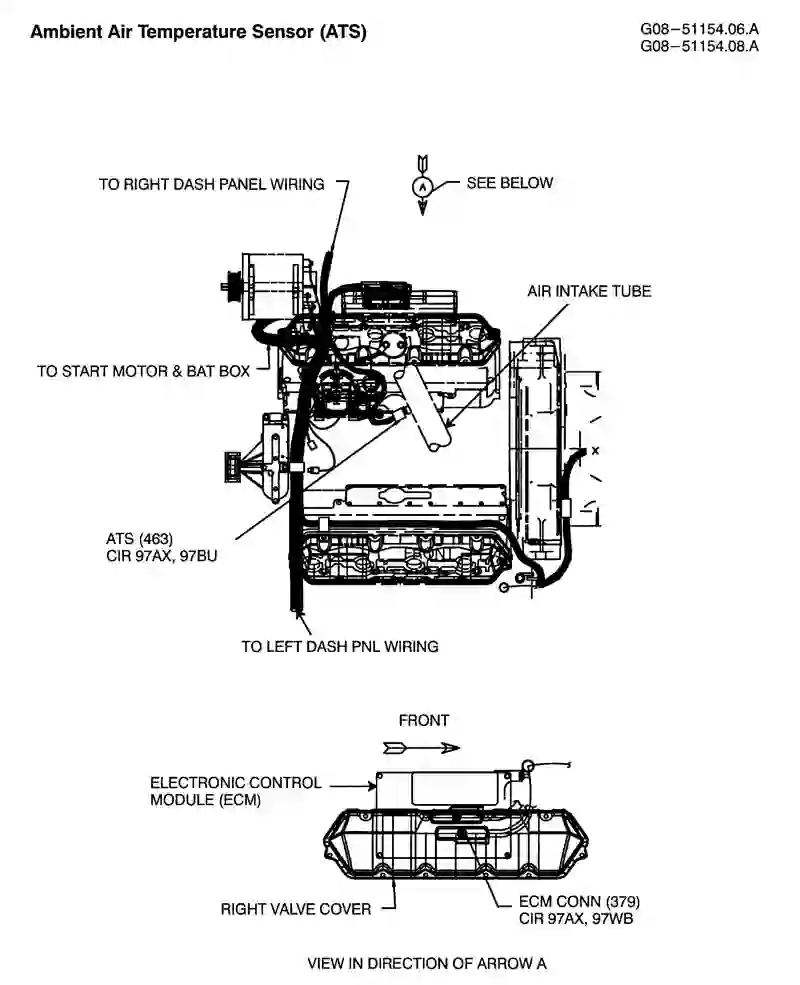 Ambient Air Temperature Sensor (ATS)
G08-51154.06.A
G08-51154.08.A
TO RIGHT DASH PANEL WIRING
A
SEE BELOW
AIR INTAKE TUBE
TO START MOTOR & BAT BOX
X
ATS (463)
CIR 97AX, 97BU
TO LEFT DASH PNL WIRING
FRONT
ELECTRONIC CONTROL
MODULE (ECM)
RIGHT VALVE COVER
ECM CONN (379)
CIR 97AX, 97WB
VIEW IN DIRECTION OF ARROW A